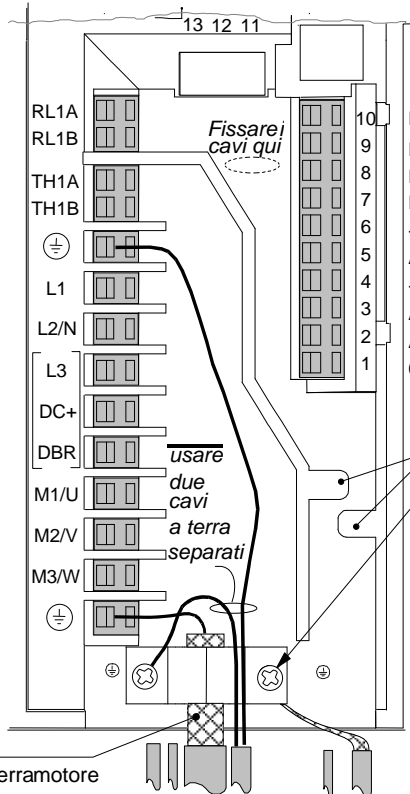 13 12 11
RL1A
RL1B
TH1A
TH1B
L1
L2/N
L3
DC+
DBR
M1/U
M2/V
M3/W
Fissare i
cavi qui
10
9
8
7
6
5
4
3
2
1
usare
due
cavi
a terra
separati
erramotore